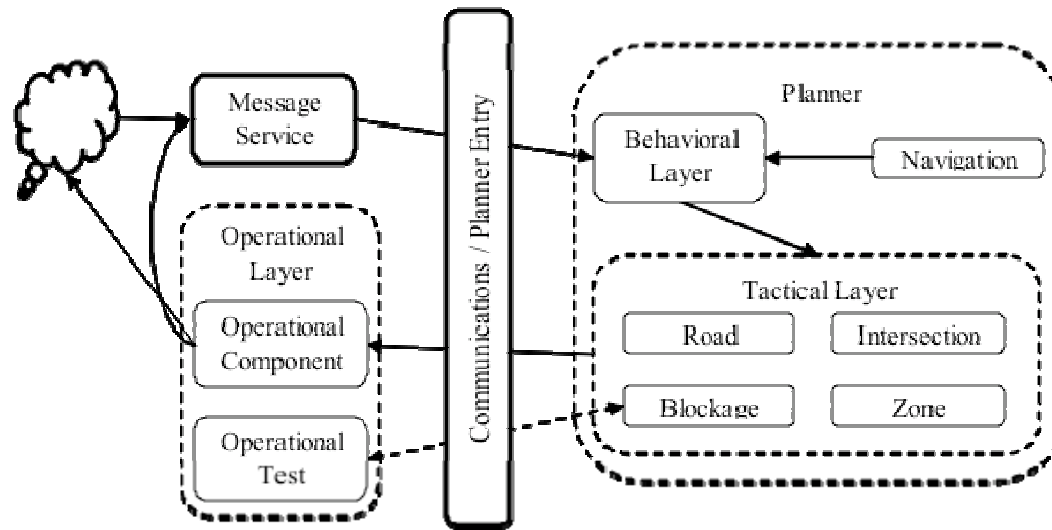 Message
Service
Operational
Layer
Operational
Component
Operational
Test
Communications / Planner Entry
Planner
Behavioral
Layer
Navigation
Tactical Layer
Road
Intersection
Blockage
Zone